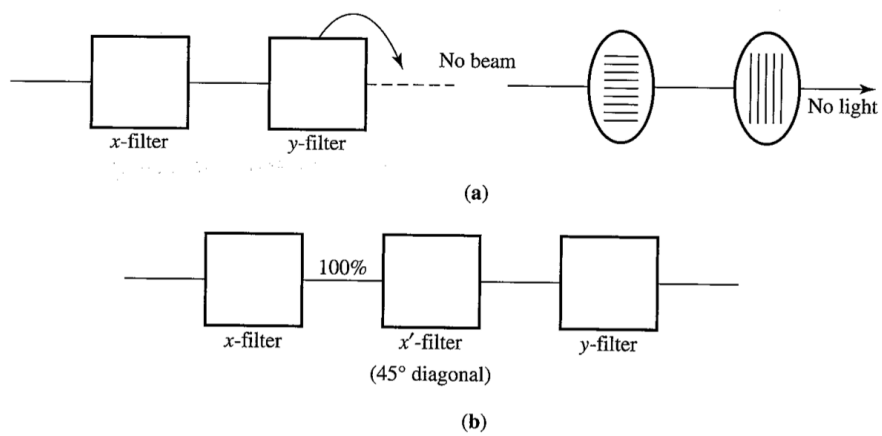 No beam
No light
x-filter
y-filter
(a)
100%
x′-filter
x-filter
y-filter
(45° diagonal)
(b)